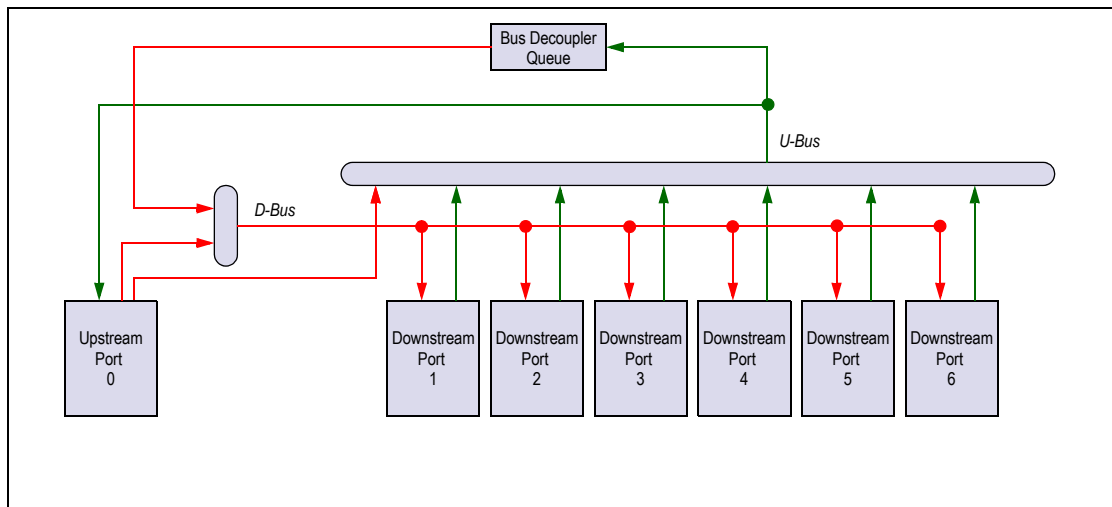 Bus Decoupler
Queue
U-Bus
D-Bus
Upstream
Port
0
Downstream
Port
1
Downstream
Port
2
Downstream
Port
3
Downstream
Port
4
Downstream
Port
5
Downstream
Port
6